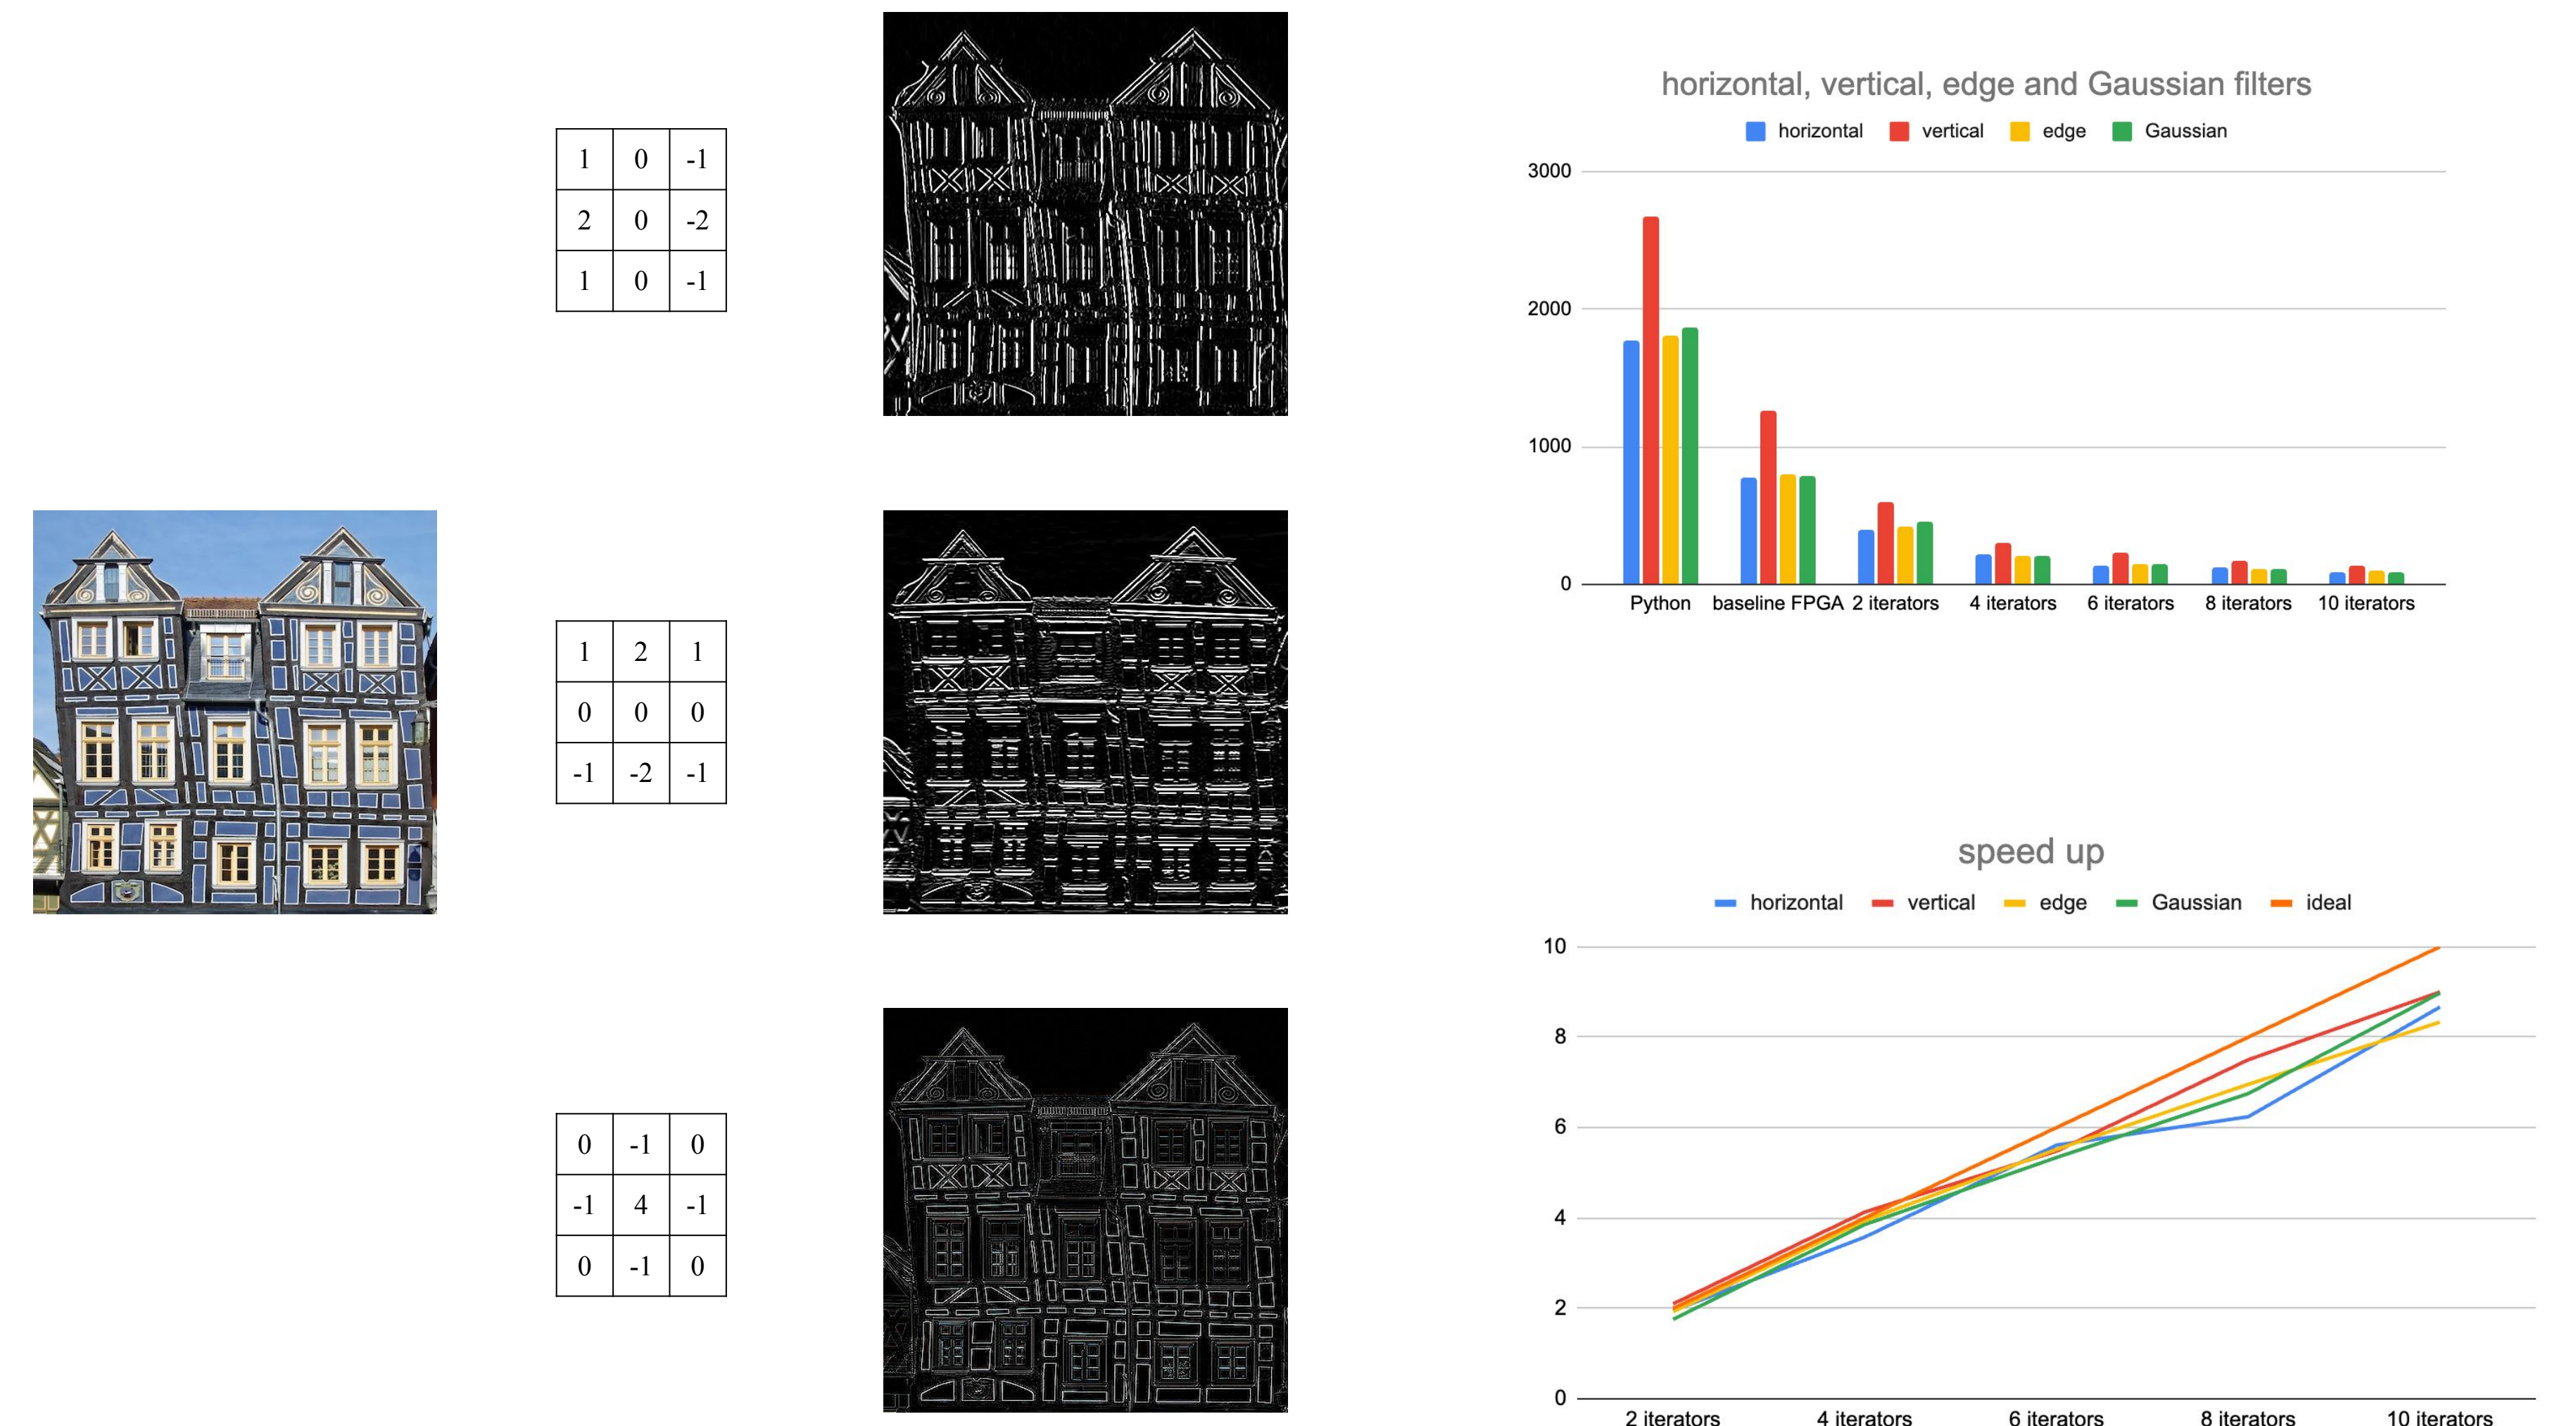 1 0 -1
2 0 -2
1 0 -1
1 2 1
0 0 0
-1 -2 -1
0 -1 0
-1 4 -1
0 -1 0
horizontal, vertical, edge and Gaussian filters
horizontal vertical edge Gaussian
3000
2000
1000
0
Python baseline FPGA 2 iterators 4 iterators 6 iterators 8 iterators 10 iterators
speed up
horizontal vertical edge Gaussian ideal
10
8
6
4
2
0
2 iterators 4 iterators 6 iterators 8 iterators 10 iterators